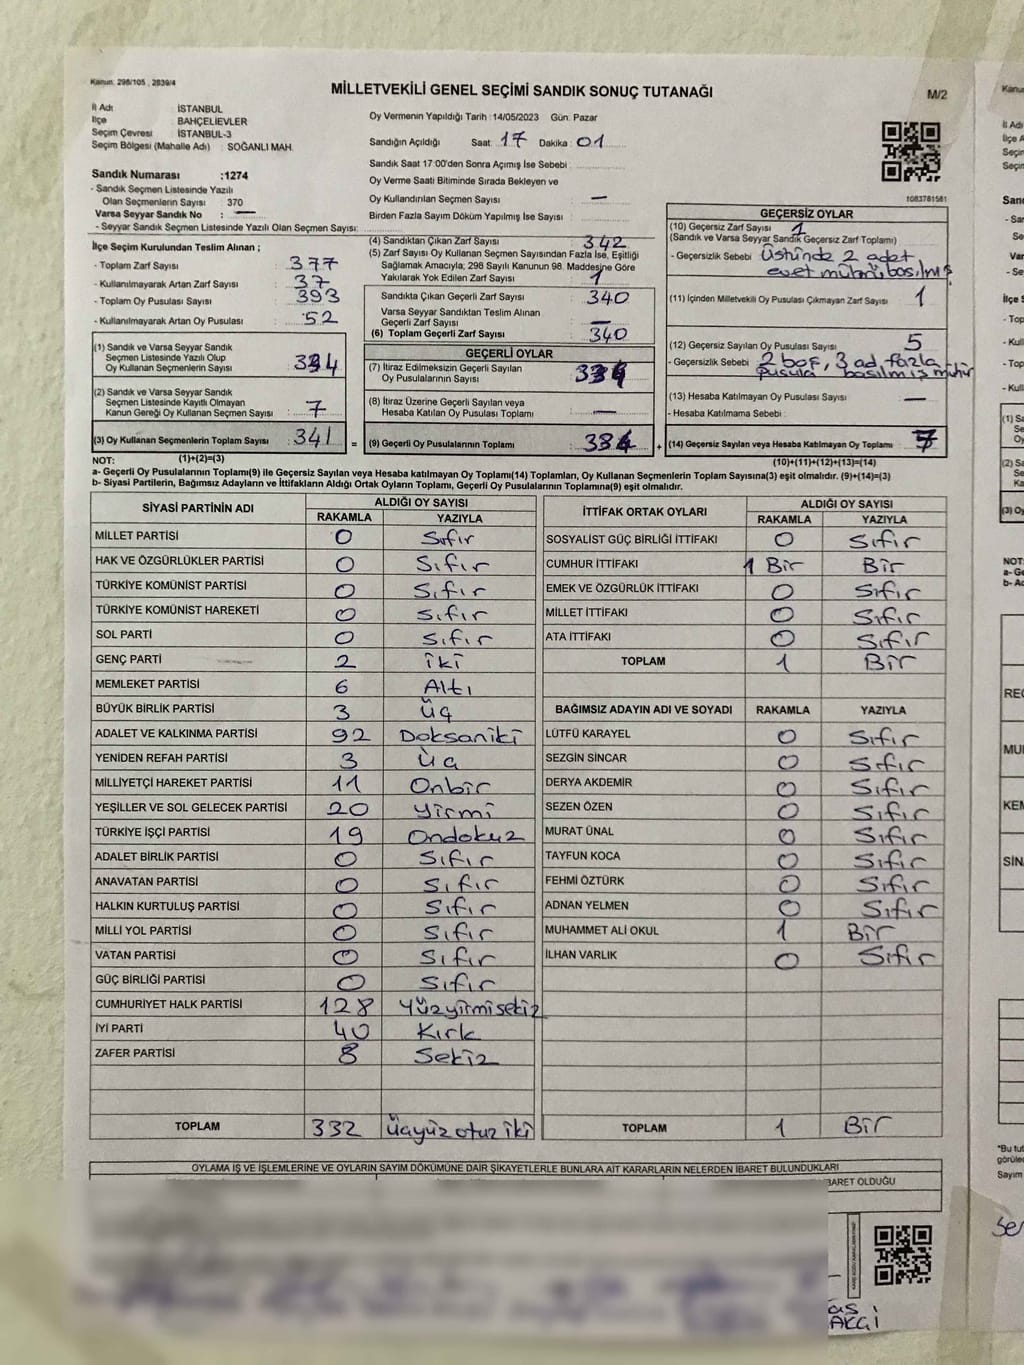 Kanun: 298/105 , 2839/4
MİLLETVEKİLİ GENEL SEÇİMİ SANDIK SONUÇ TUTANAĞI
M/2
İl Adı İSTANBUL
İlçe BAHÇELİEVLER
Seçim Çevresi İSTANBUL-3
Seçim Bölgesi (Mahalle Adı) : SOĞANLI MAH.
Oy Vermenin Yapıldığı Tarih :14/05/2023 Gün: Pazar
Sandığın Açıldığı Saat: 17 Dakika: 01
Sandık Saat 17:00'den Sonra Açımış İse Sebebi :
Oy Verme Saati Bitiminde Sırada Bekleyen ve
Oy Kullandırılan Seçmen Sayısı : —
Birden Fazla Sayım Döküm Yapılmış İse Sayısı :
1083781581
Sandık Numarası :1274
- Sandık Seçmen Listesinde Yazılı
Olan Seçmenlerin Sayısı : 370
Varsa Seyyar Sandık No : —
- Seyyar Sandık Seçmen Listesinde Yazılı Olan Seçmen Sayısı:
İlçe Seçim Kurulundan Teslim Alınan ;
- Toplam Zarf Sayısı : 377
- Kullanılmayarak Artan Zarf Sayısı : 37
- Toplam Oy Pusulası Sayısı : 393
- Kullanılmayarak Artan Oy Pusulası : 52
(1) Sandık ve Varsa Seyyar Sandık
Seçmen Listesinde Yazılı Olup
Oy Kullanan Seçmenlerin Sayısı : 334
(2) Sandık ve Varsa Seyyar Sandık
Seçmen Listesinde Kayıtlı Olmayan
Kanun Gereği Oy Kullanan Seçmen Sayısı : 7
(3) Oy Kullanan Seçmenlerin Toplam Sayısı : 341 =
(4) Sandıktan Çıkan Zarf Sayısı : 342
(5) Zarf Sayısı Oy Kullanan Seçmen Sayısından Fazla İse, Eşitliği
Sağlamak Amacıyla; 298 Sayılı Kanunun 98. Maddesine Göre
Yakılarak Yok Edilen Zarf Sayısı : 1
Sandıkta Çıkan Geçerli Zarf Sayısı : 340
Varsa Seyyar Sandıktan Teslim Alınan
Geçerli Zarf Sayısı : —
(6) Toplam Geçerli Zarf Sayısı : 340
GEÇERLİ OYLAR
(7) İtiraz Edilmeksizin Geçerli Sayılan
Oy Pusulalarının Sayısı : 334
(8) İtiraz Üzerine Geçerli Sayılan veya
Hesaba Katılan Oy Pusulası Toplamı : —
(9) Geçerli Oy Pusulalarının Toplamı : 334 +
GEÇERSİZ OYLAR
(10) Geçersiz Zarf Sayısı : 1
(Sandık ve Varsa Seyyar Sandık Geçersiz Zarf Toplamı)
- Geçersizlik Sebebi : üstünde 2 adet
evet mührü basılmış
(11) İçinden Milletvekili Oy Pusulası Çıkmayan Zarf Sayısı : 1
(12) Geçersiz Sayılan Oy Pusulası Sayısı : 5
- Geçersizlik Sebebi : 2 boş, 3 ad. fazla
pusula basılmış mühür
(13) Hesaba Katılmayan Oy Pusulası Sayısı : —
- Hesaba Katılmama Sebebi :
(14) Geçersiz Sayılan veya Hesaba Katılmayan Oy Toplamı : 7
NOT: (1)+(2)=(3) (10)+(11)+(12)+(13)=(14)
a- Geçerli Oy Pusulalarının Toplamı(9) ile Geçersiz Sayılan veya Hesaba katılmayan Oy Toplamı(14) Toplamları, Oy Kullanan Seçmenlerin Toplam Sayısına(3) eşit olmalıdır. (9)+(14)=(3)
b- Siyasi Partilerin, Bağımsız Adayların ve İttifakların Aldığı Ortak Oyların Toplamı, Geçerli Oy Pusulalarının Toplamına(9) eşit olmalıdır.
SİYASİ PARTİNİN ADI ALDIĞI OY SAYISI
RAKAMLA YAZIYLA
MİLLET PARTİSİ 0 Sıfır
HAK VE ÖZGÜRLÜKLER PARTİSİ 0 Sıfır
TÜRKİYE KOMÜNİST PARTİSİ 0 Sıfır
TÜRKİYE KOMÜNİST HAREKETİ 0 Sıfır
SOL PARTİ 0 Sıfır
GENÇ PARTİ 2 iki
MEMLEKET PARTİSİ 6 Altı
BÜYÜK BİRLİK PARTİSİ 3 üç
ADALET VE KALKINMA PARTİSİ 92 Doksaniki
YENİDEN REFAH PARTİSİ 3 üç
MİLLİYETÇİ HAREKET PARTİSİ 11 Onbir
YEŞİLLER VE SOL GELECEK PARTİSİ 20 Yirmi
TÜRKİYE İŞÇİ PARTİSİ 19 Ondokuz
ADALET BİRLİK PARTİSİ 0 Sıfır
ANAVATAN PARTİSİ 0 Sıfır
HALKIN KURTULUŞ PARTİSİ 0 Sıfır
MİLLİ YOL PARTİSİ 0 Sıfır
VATAN PARTİSİ 0 Sıfır
GÜÇ BİRLİĞİ PARTİSİ 0 Sıfır
CUMHURİYET HALK PARTİSİ 128 Yüzyirmisekiz
İYİ PARTİ 40 Kırk
ZAFER PARTİSİ 8 Sekiz
TOPLAM 332 üçyüzotuziki
İTTİFAK ORTAK OYLARI ALDIĞI OY SAYISI
RAKAMLA YAZIYLA
SOSYALİST GÜÇ BİRLİĞİ İTTİFAKI 0 Sıfır
CUMHUR İTTİFAKI 1 Bir Bir
EMEK VE ÖZGÜRLÜK İTTİFAKI 0 Sıfır
MİLLET İTTİFAKI 0 Sıfır
ATA İTTİFAKI 0 Sıfır
TOPLAM 1 Bir
BAĞIMSIZ ADAYIN ADI VE SOYADI RAKAMLA YAZIYLA
LÜTFÜ KARAYEL 0 Sıfır
SEZGİN SİNCAR 0 Sıfır
DERYA AKDEMİR 0 Sıfır
SEZEN ÖZEN 0 Sıfır
MURAT ÜNAL 0 Sıfır
TAYFUN KOCA 0 Sıfır
FEHMİ ÖZTÜRK 0 Sıfır
ADNAN YELMEN 0 Sıfır
MUHAMMET ALİ OKUL 1 Bir
İLHAN VARLIK 0 Sıfır
TOPLAM 1 Bir
OYLAMA İŞ VE İŞLEMLERİNE VE OYLARIN SAYIM DÖKÜMÜNE DAİR ŞİKAYETLERLE BUNLARA AİT KARARLARIN NELERDEN İBARET BULUNDUKLARI
İBARET OLDUĞU